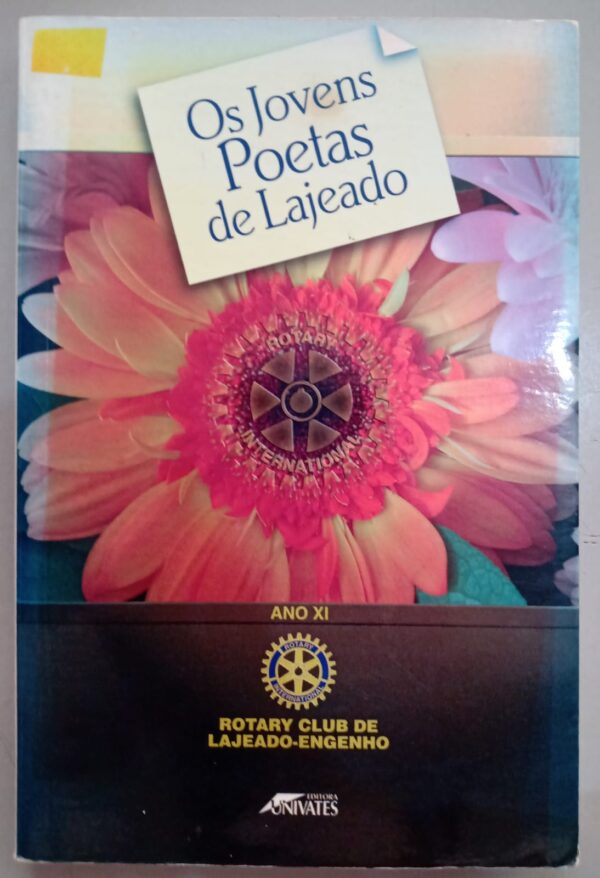 Os Jovens
Poetas
de Lajeado
ROTARY
INTERNATIONAL
ANO XI
ROTARY
INTERNATIONAL
ROTARY CLUB DE
LAJEADO-ENGENHO
EDITORA
UNIVATES